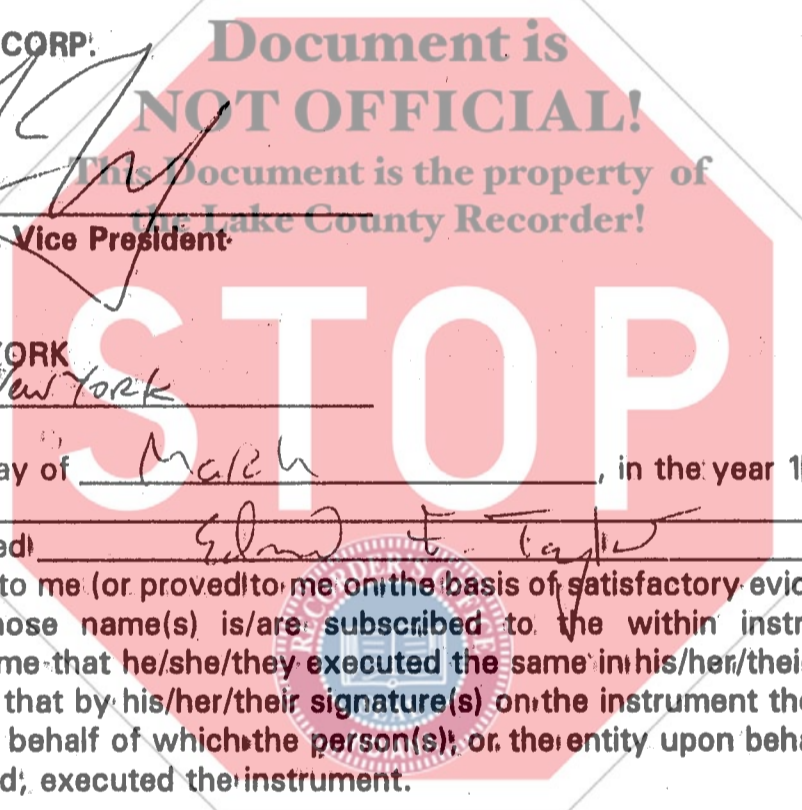 CORP.
Document is
NOT OFFICIAL!
This Document is the property of
the Lake County Recorder!
Vice President
STOP
ORK
New York
ay of March, in the year 1
ed) Edward F. Taylor
to me (or proved to me on the basis of satisfactory evid
hose name(s) is/are subscribed to the within instr
me that he/she/they executed the same in his/her/thei
that by his/her/their signature(s) on the instrument the
behalf of which the person(s), or the entity upon beha
d, executed the instrument.
RECORDER'S OFFICE